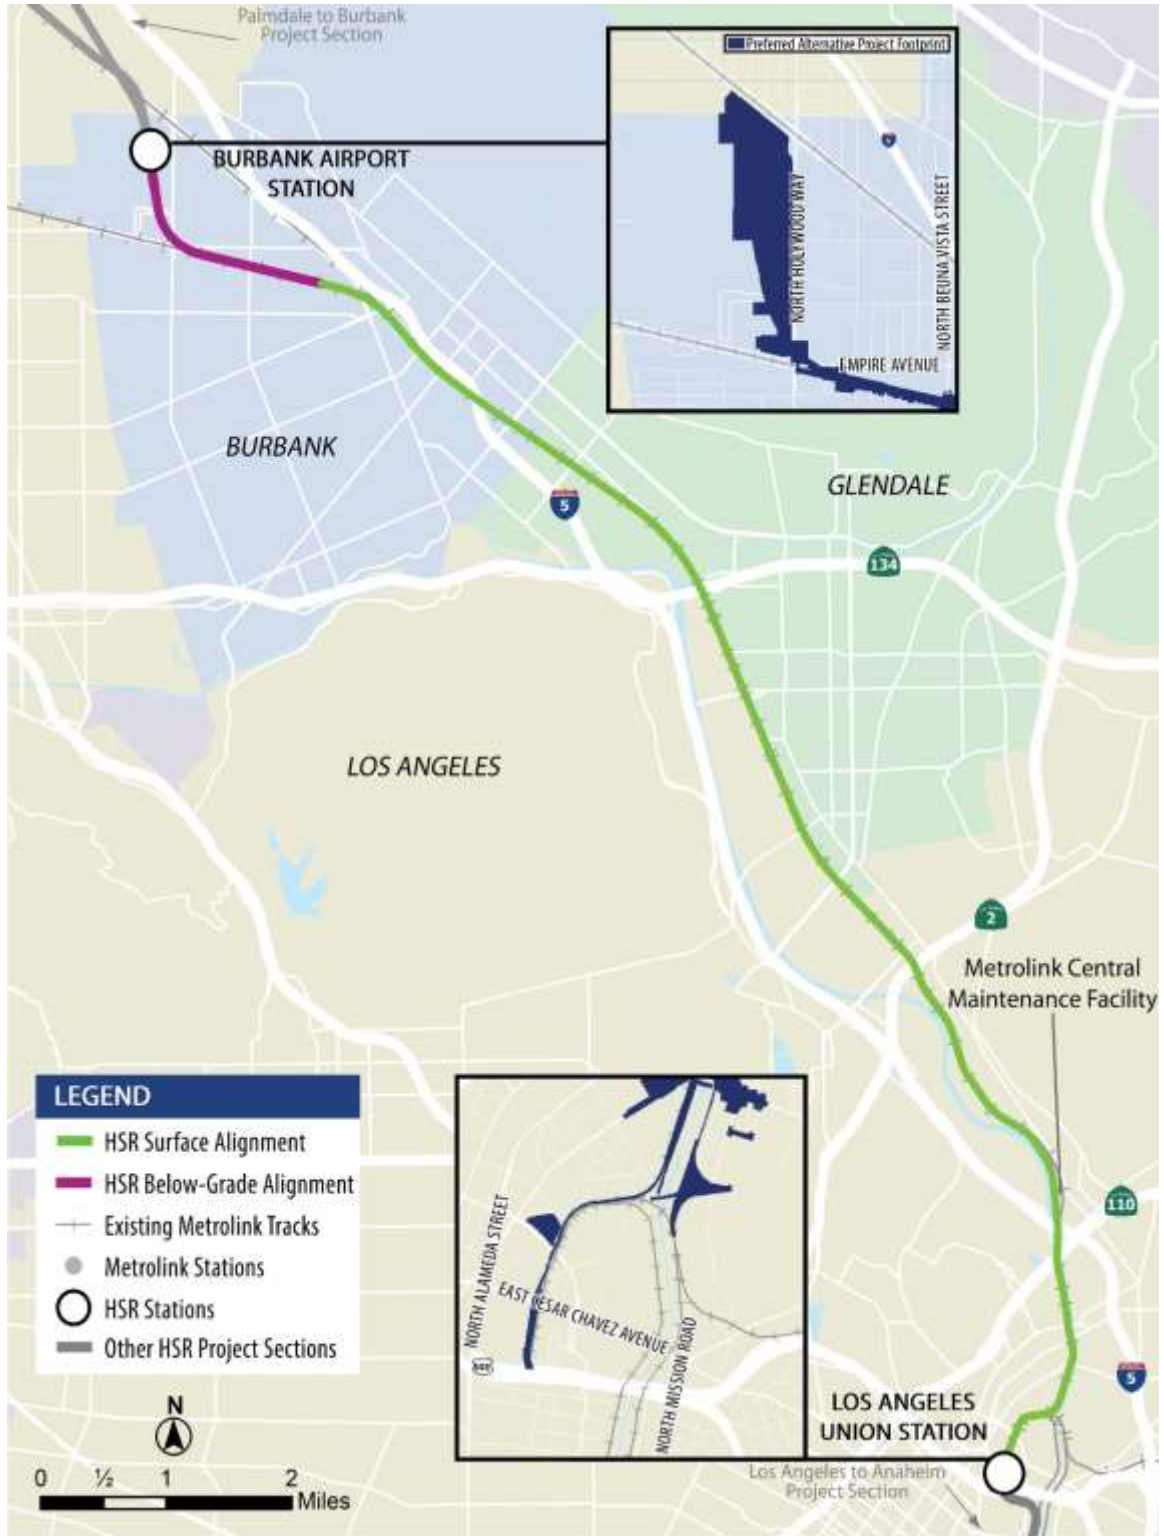 Palmdale to Burbank
Project Section
Preferred Alternative Project Footprint
5
BURBANK AIRPORT
STATION
NORTH HOLYWOOD WAY
NORTH BEUNA VISTA STREET
EMPIRE AVENUE
BURBANK
GLENDALE
5
134
LOS ANGELES
2
Metrolink Central
Maintenance Facility
LEGEND
HSR Surface Alignment
HSR Below-Grade Alignment
Existing Metrolink Tracks
Metrolink Stations
HSR Stations
Other HSR Project Sections
NORTH ALAMEDA STREET
EAST CESAR CHAVEZ AVENUE
NORTH MISSION ROAD
110
5
LOS ANGELES
UNION STATION
Los Angeles to Anaheim
Project Section
N
0 ½ 1 2
Miles